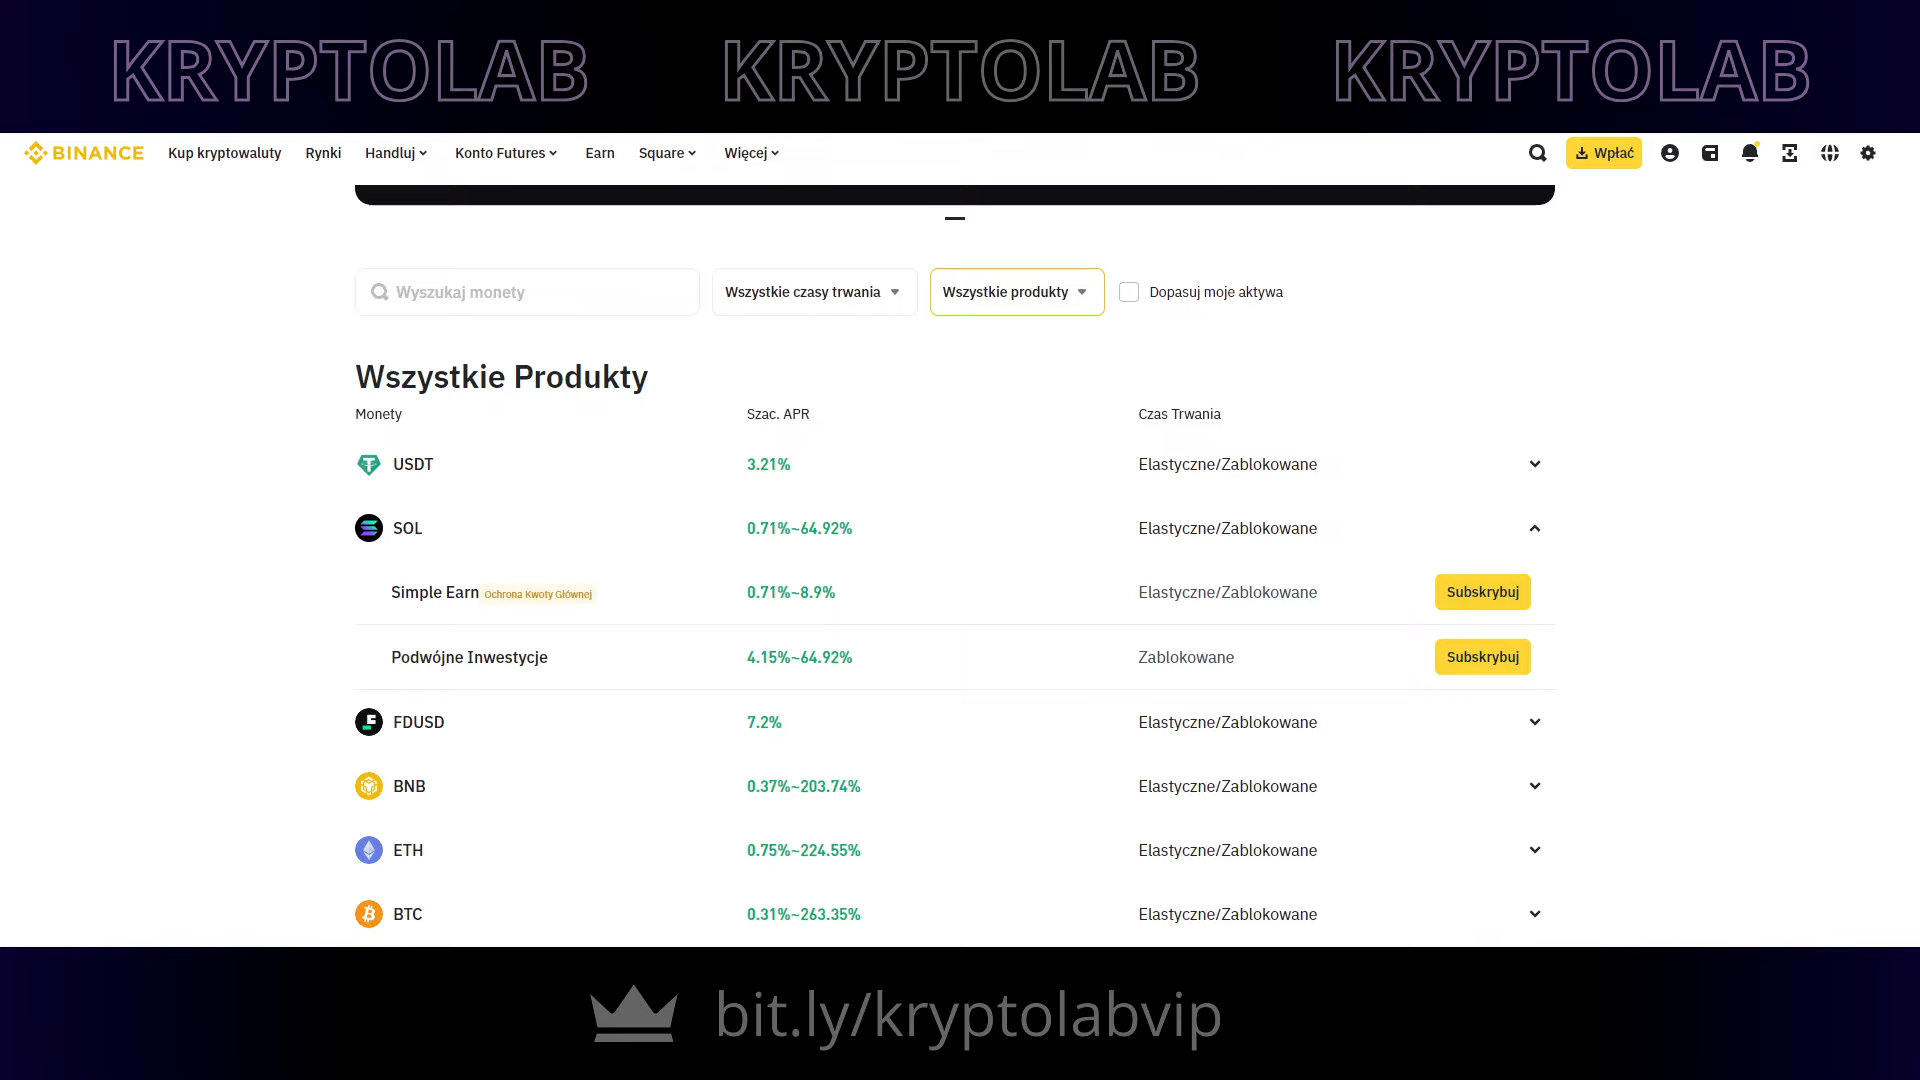 KRYPTOLAB KRYPTOLAB KRYPTOLAB
BINANCE Kup kryptowaluty Rynki Handluj Konto Futures Earn Square Więcej Wpłać
Wyszukaj monety Wszystkie czasy trwania Wszystkie produkty Dopasuj moje aktywa
Wszystkie Produkty
Monety Szac. APR Czas Trwania
USDT 3.21% Elastyczne/Zablokowane
SOL 0.71%~64.92% Elastyczne/Zablokowane
Simple Earn Ochrona Kwoty Głównej 0.71%~8.9% Elastyczne/Zablokowane Subskrybuj
Podwójne Inwestycje 4.15%~64.92% Zablokowane Subskrybuj
FDUSD 7.2% Elastyczne/Zablokowane
BNB 0.37%~203.74% Elastyczne/Zablokowane
ETH 0.75%~224.55% Elastyczne/Zablokowane
BTC 0.31%~263.35% Elastyczne/Zablokowane
bit.ly/kryptolabvip